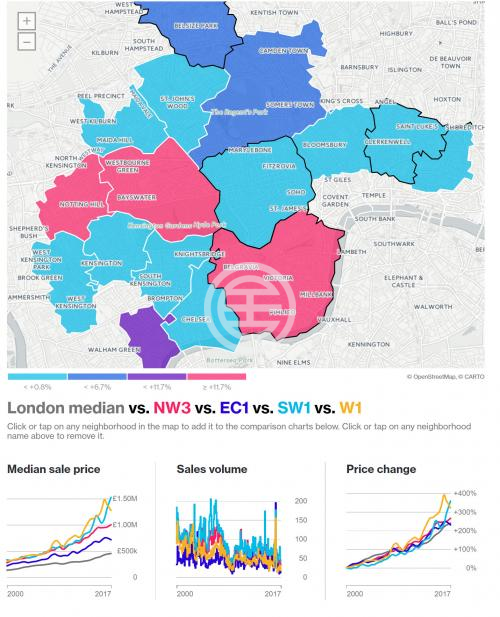 WEST
HAMPSTEAD
BELSIZE PARK
KENTISH TOWN
BALL'S POND
HIGHBURY
SOUTH
HAMPSTEAD
KILBURN
THE AVENUE
CAMDEN TOWN
DE BEAUVOIR
TOWN
BARNSBURY
ISLINGTON
PEEL PRECINCT
ST. JOHN'S
WOOD
The Regent's Park
SOMERS TOWN
KING'S CROSS
ANGEL
HOXTON
WEST KILBURN
SAINT LUKE'S
SHOREDITCH
MAIDA HILL
CLERKENWELL
MARYLEBONE
BLOOMSBURY
NORTH
KENSINGTON
WESTBOURNE
GREEN
FITZROVIA
ST GILES
SOHO
BAYSWATER
NOTTING HILL
ST. JAMES'S
COVENT
GARDEN
TEMPLE
SOUTH BANK
Kensington Gardens Hyde Park
SHEPHERD'S
BUSH
SOUTHWARK
WEST
KENSINGTON
PARK
KNIGHTSBRIDGE
AMBETH
BER
KENSINGTON
BELGRAVIA
BROOK GREEN
SOUTH
KENSINGTON
VICTORIA
ELEPHANT &
CASTLE
AMMERSMITH
WEST
KENSINGTON
BROMPTON
MILLBANK
WALWORTH
CHELSEA
PIMLICO
VAUXHALL
KENNINGTON
WALHAM GREEN
Battersea Park
NINE ELMS
< +0.8%
< +6.7%
< +11.7%
≥ +11.7%
© OpenStreetMap, © CARTO
London median vs. NW3 vs. EC1 vs. SW1 vs. W1
Click or tap on any neighborhood in the map to add it to the comparison charts below. Click or tap on any neighborhood
name above to remove it.
Median sale price
£1.50M
£1.00M
£500k
0
2000
2017
Sales volume
200
150
100
50
0
2000
2017
Price change
+400%
+300%
+200%
+100%
0%
2000
2017